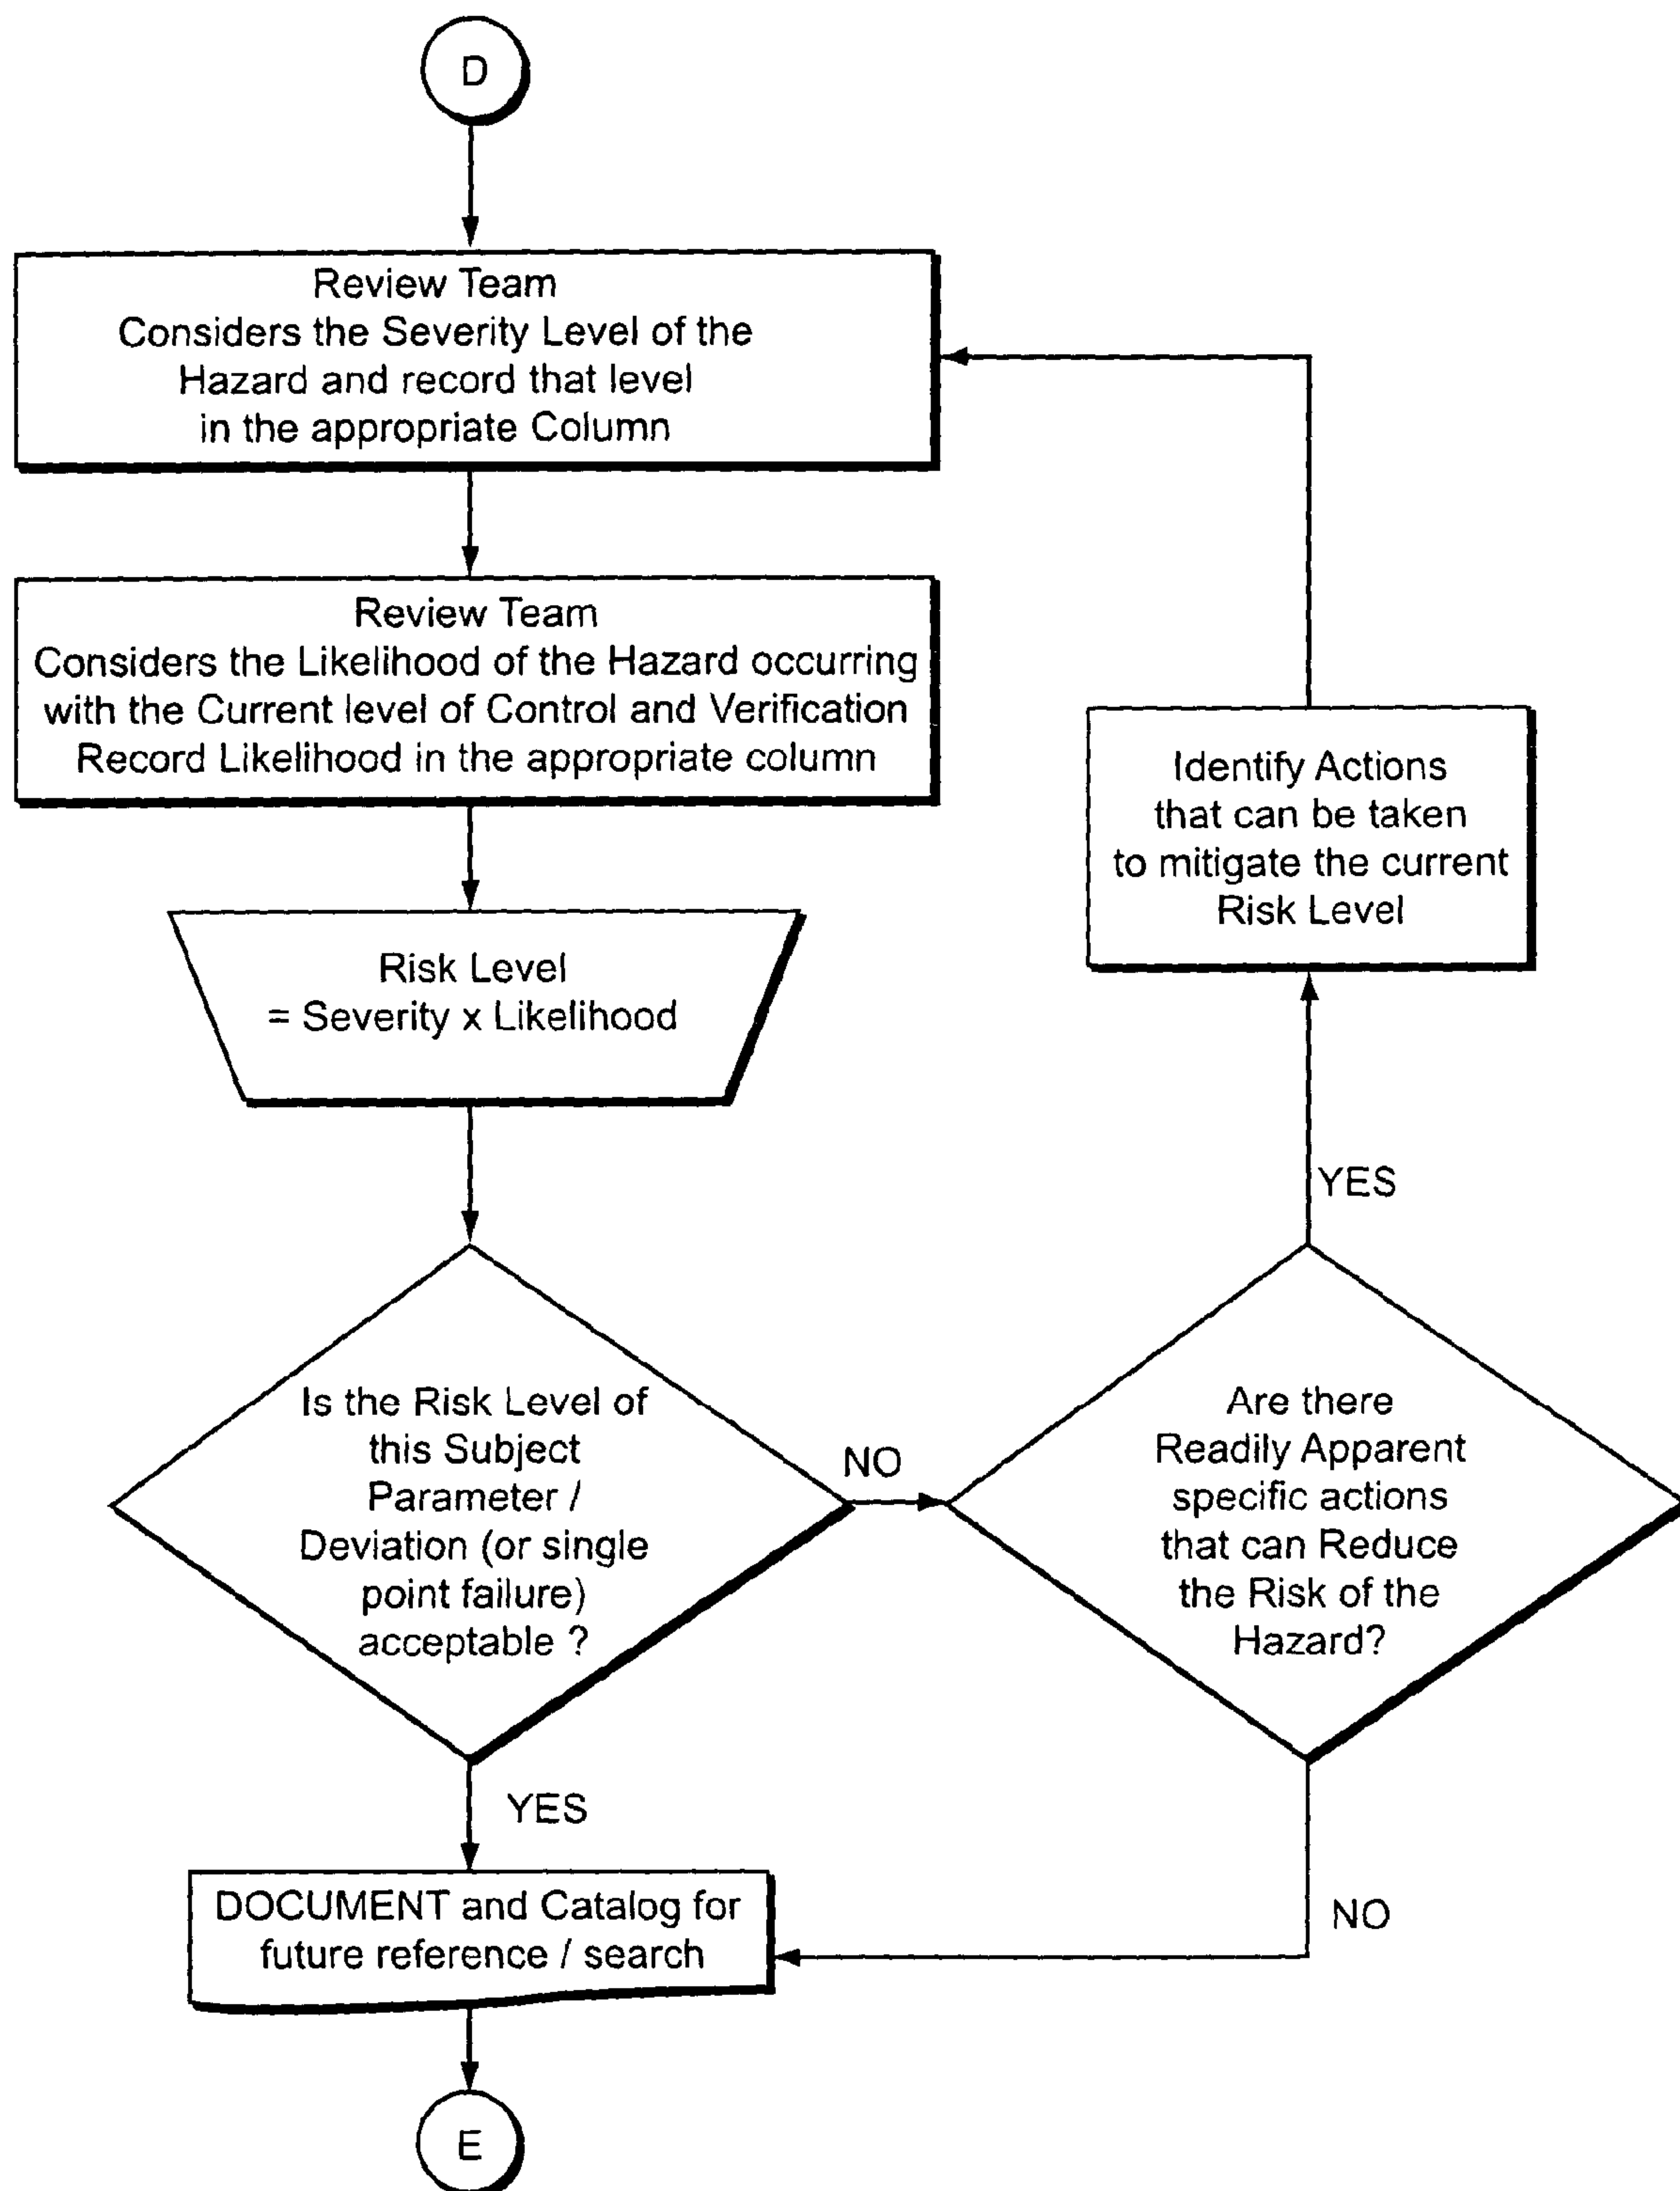 D
Review Team
Considers the Severity Level of the
Hazard and record that level
in the appropriate Column
Review Team
Considers the Likelihood of the Hazard occurring
with the Current level of Control and Verification
Record Likelihood in the appropriate column
Risk Level
= Severity x Likelihood
Is the Risk Level of
this Subject
Parameter /
Deviation (or single
point failure)
acceptable ?
NO
Are there
Readily Apparent
specific actions
that can Reduce
the Risk of the
Hazard?
YES
Identify Actions
that can be taken
to mitigate the current
Risk Level
YES
NO
DOCUMENT and Catalog for
future reference / search
E